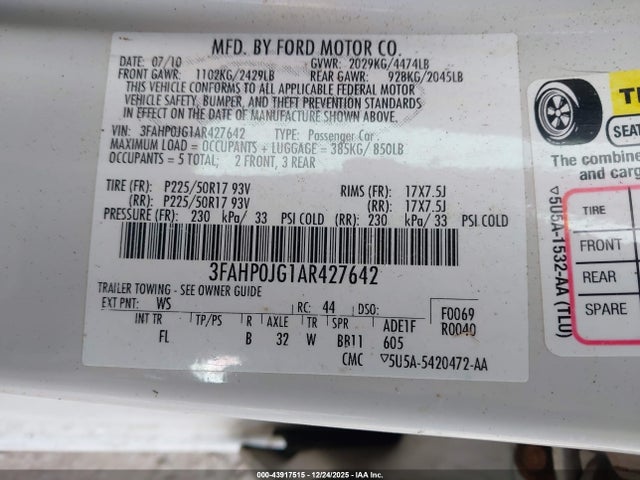 MFD. BY FORD MOTOR CO.
DATE: 07/10 GVWR: 2029KG/4474LB
FRONT GAWR: 1102KG/2429LB REAR GAWR: 928KG/2045LB
THIS VEHICLE CONFORMS TO ALL APPLICABLE FEDERAL MOTOR
VEHICLE SAFETY, BUMPER, AND THEFT PREVENTION STANDARDS
IN EFFECT ON THE DATE OF MANUFACTURE SHOWN ABOVE.
VIN: 3FAHP0JG1AR427642 TYPE: Passenger Car
MAXIMUM LOAD = OCCUPANTS + LUGGAGE = 385KG/ 850LB
OCCUPANTS = 5 TOTAL; 2 FRONT, 3 REAR
TIRE (FR): P225/50R17 93V RIMS (FR): 17X7.5J
(RR): P225/50R17 93V (RR): 17X7.5J
PRESSURE (FR): 230 kPa/ 33 PSI COLD (RR): 230 kPa/ 33 PSI COLD
3FAHP0JG1AR427642
TRAILER TOWING - SEE OWNER GUIDE
EXT PNT: WS RC: 44 DSO: F0069
R0040
INT TR TP/PS R AXLE TR SPR ADE1F
FL B 32 W BB11 605
CMC ▽5U5A-5420472-AA
SEAT
The combine
and carg
TIRE
FRONT
REAR
SPARE
▽5U5A-1532-AA (TLU)
00-43917515 - 12/24/2025 - IAA Inc.